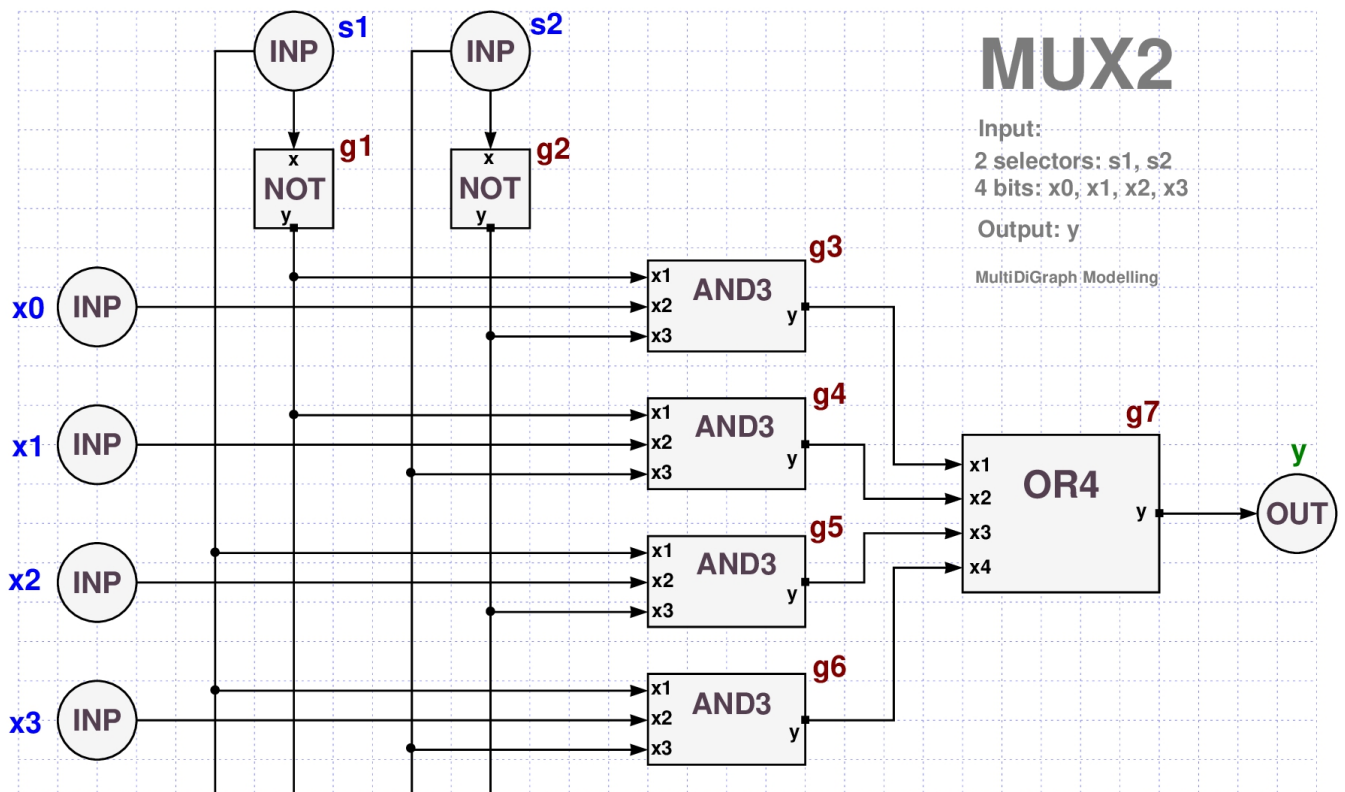 INP
s1
INP
s2
MUX2
Input:
2 selectors: s1, s2
4 bits: x0, x1, x2, x3
Output: y
MultiDiGraph Modelling
x
NOT
y
g1
x
NOT
y
g2
x0
INP
g3
x1
x2
x3
AND3
y
x1
INP
g4
x1
x2
x3
AND3
y
x2
INP
g5
x1
x2
x3
AND3
y
x3
INP
g6
x1
x2
x3
AND3
y
g7
x1
x2
x3
x4
OR4
y
y
OUT